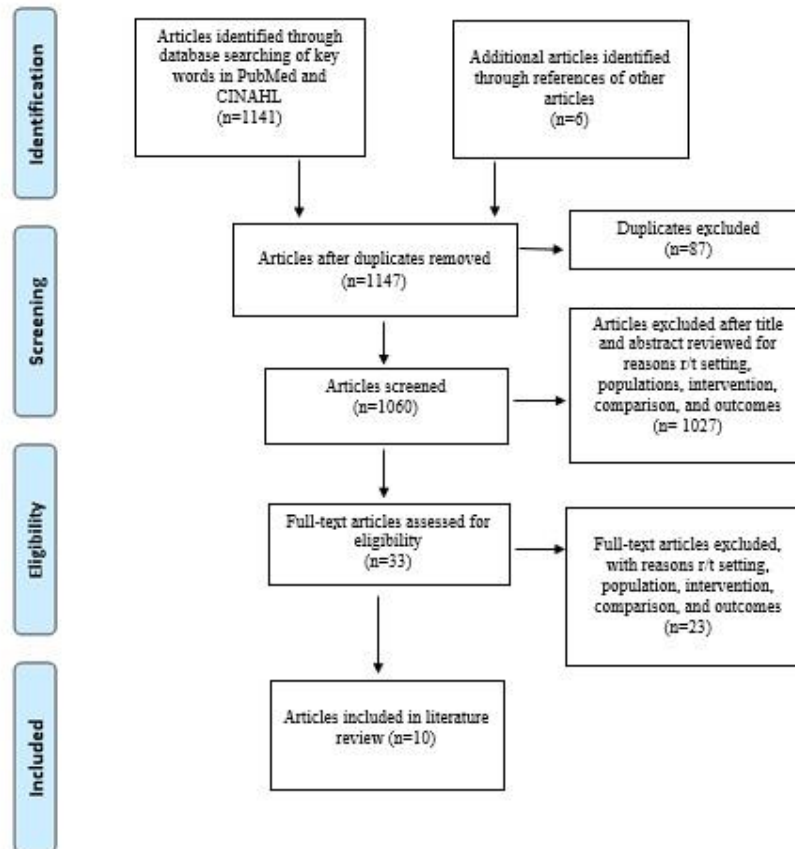 Identification
Articles identified through
database searching of key
words in PubMed and
CINAHL
(n=1141)
Additional articles identified
through references of other
articles
(n=6)
Screening
Articles after duplicates removed
(n=1147)
Duplicates excluded
(n=87)
Articles screened
(n=1060)
Articles excluded after title
and abstract reviewed for
reasons r/t setting,
populations, intervention,
comparison, and outcomes
(n= 1027)
Eligibility
Full-text articles assessed for
eligibility
(n=33)
Full-text articles excluded,
with reasons r/t setting,
population, intervention,
comparison, and outcomes
(n=23)
Included
Articles included in literature
review (n=10)